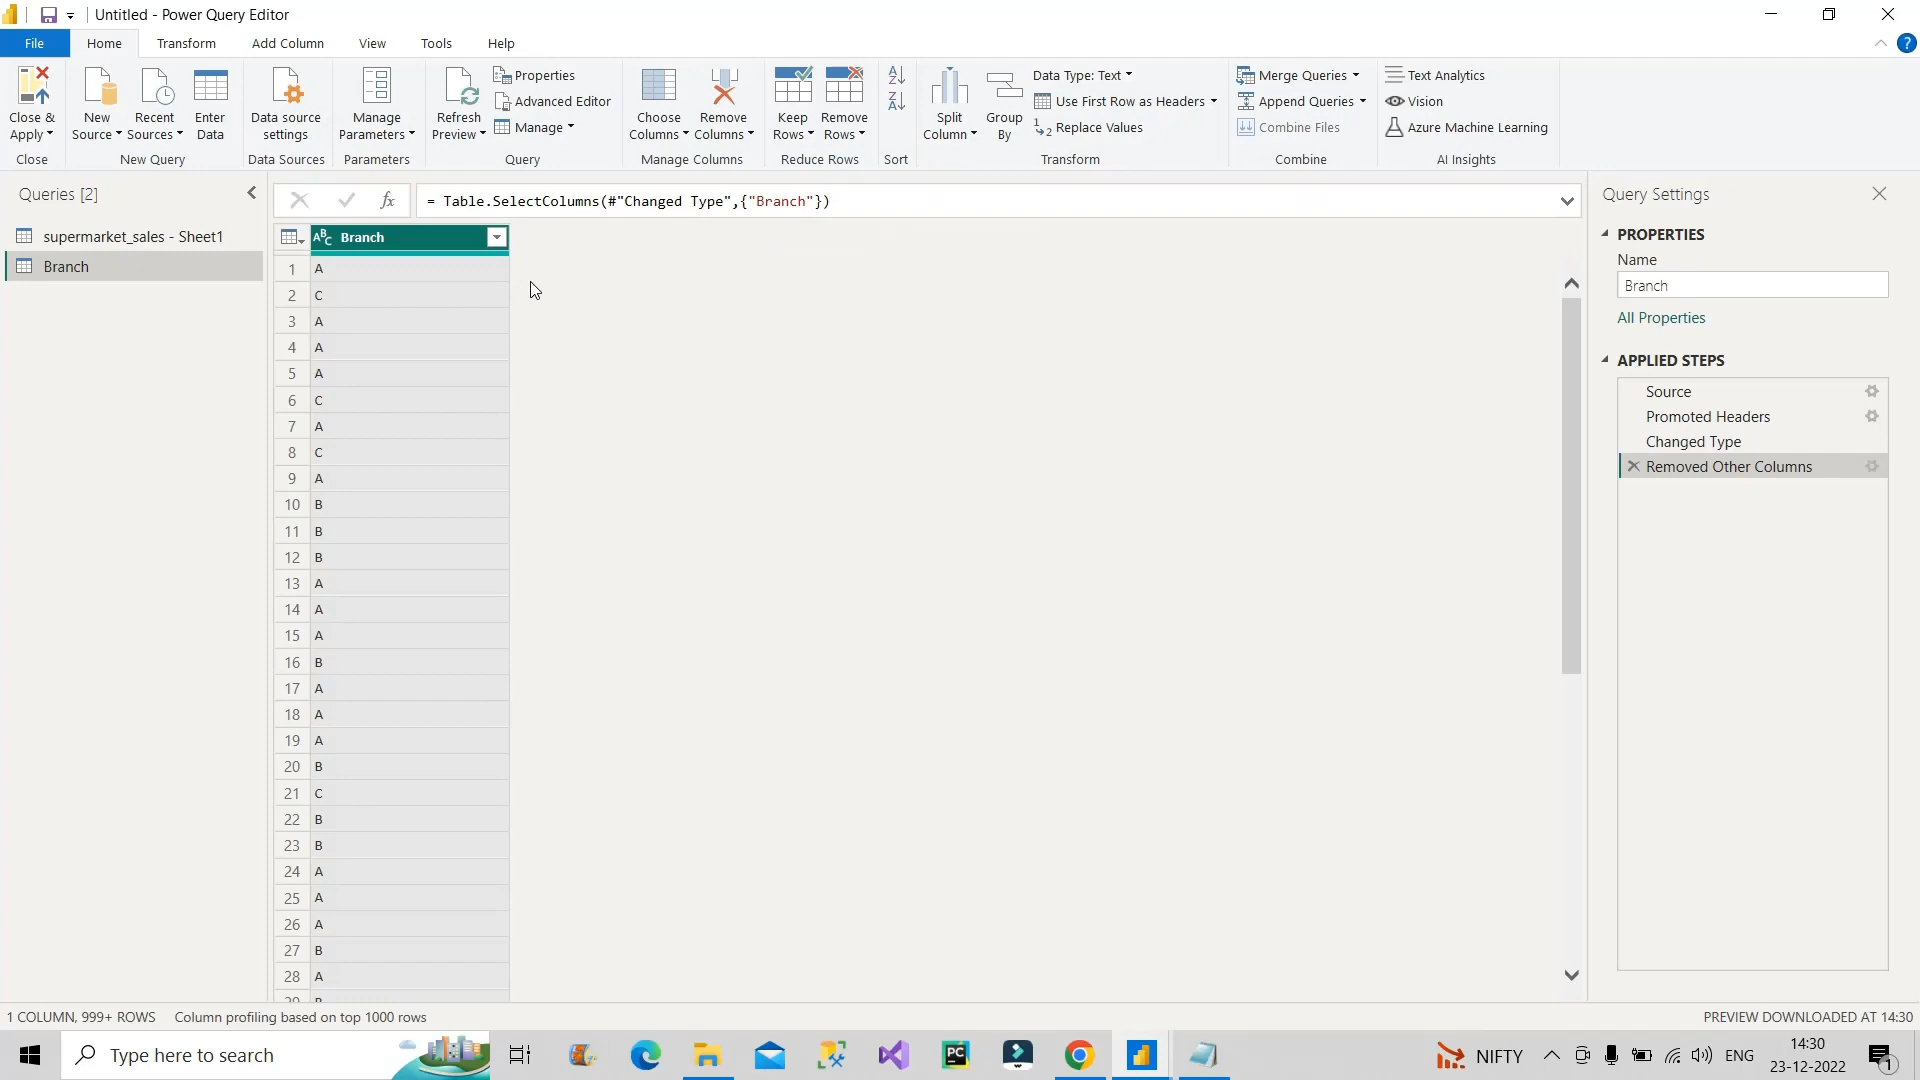 Untitled - Power Query Editor
File Home Transform Add Column View Tools Help
Close & Apply
Close
New Source
Recent Sources
Enter Data
New Query
Data source settings
Data Sources
Manage Parameters
Parameters
Refresh Preview
Properties
Advanced Editor
Manage
Query
Choose Columns
Remove Columns
Manage Columns
Keep Rows
Remove Rows
Reduce Rows
Sort
Split Column
Group By
Data Type: Text
Use First Row as Headers
Replace Values
Transform
Merge Queries
Append Queries
Combine Files
Combine
Text Analytics
Vision
Azure Machine Learning
AI Insights
Queries [2]
supermarket_sales - Sheet1
Branch
fx
= Table.SelectColumns(#"Changed Type",{"Branch"})
ABC Branch
1 A
2 C
3 A
4 A
5 A
6 C
7 A
8 C
9 A
10 B
11 B
12 B
13 A
14 A
15 A
16 B
17 A
18 A
19 A
20 B
21 C
22 B
23 B
24 A
25 A
26 A
27 B
28 A
29 B
Query Settings
PROPERTIES
Name
Branch
All Properties
APPLIED STEPS
Source
Promoted Headers
Changed Type
Removed Other Columns
1 COLUMN, 999+ ROWS Column profiling based on top 1000 rows
PREVIEW DOWNLOADED AT 14:30
Type here to search
PC
NIFTY
ENG
14:30
23-12-2022
1